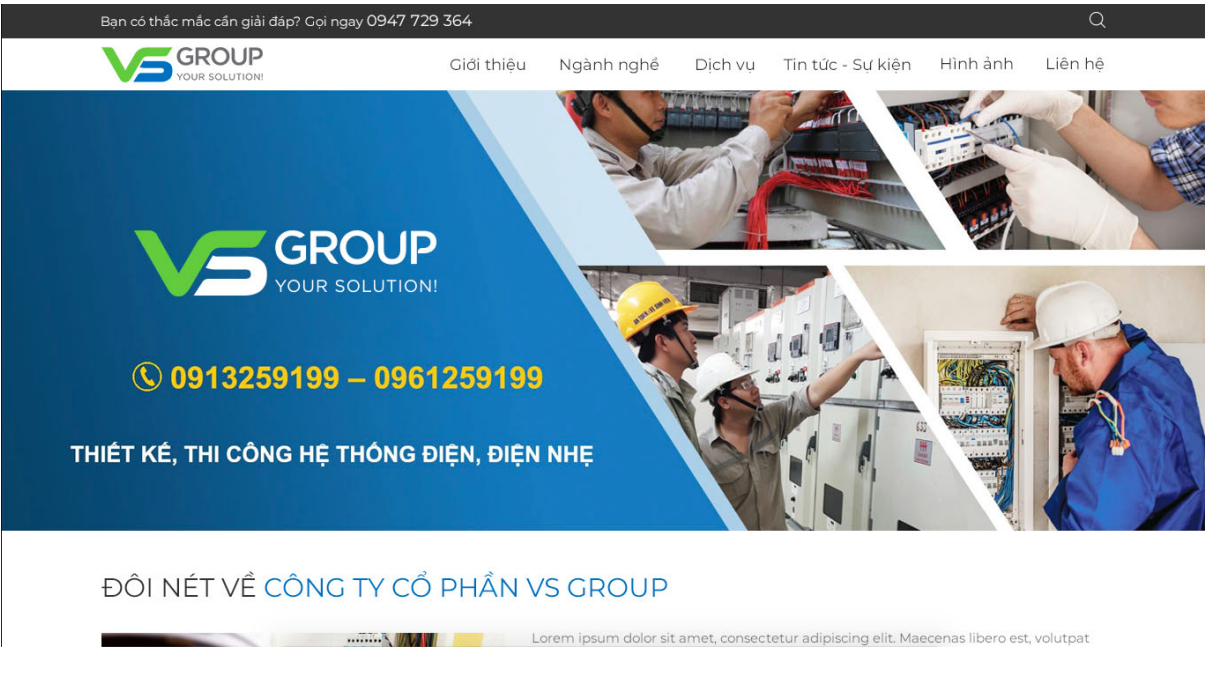 Bạn có thắc mắc cần giải đáp? Gọi ngay 0947 729 364
VS GROUP
YOUR SOLUTION!
Giới thiệu Ngành nghề Dịch vụ Tin tức - Sự kiện Hình ảnh Liên hệ
VS GROUP
YOUR SOLUTION!
0913259199 – 0961259199
THIẾT KẾ, THI CÔNG HỆ THỐNG ĐIỆN, ĐIỆN NHẸ
ĐÔI NÉT VỀ CÔNG TY CỔ PHẦN VS GROUP
Lorem ipsum dolor sit amet, consectetur adipiscing elit. Maecenas libero est, volutpat